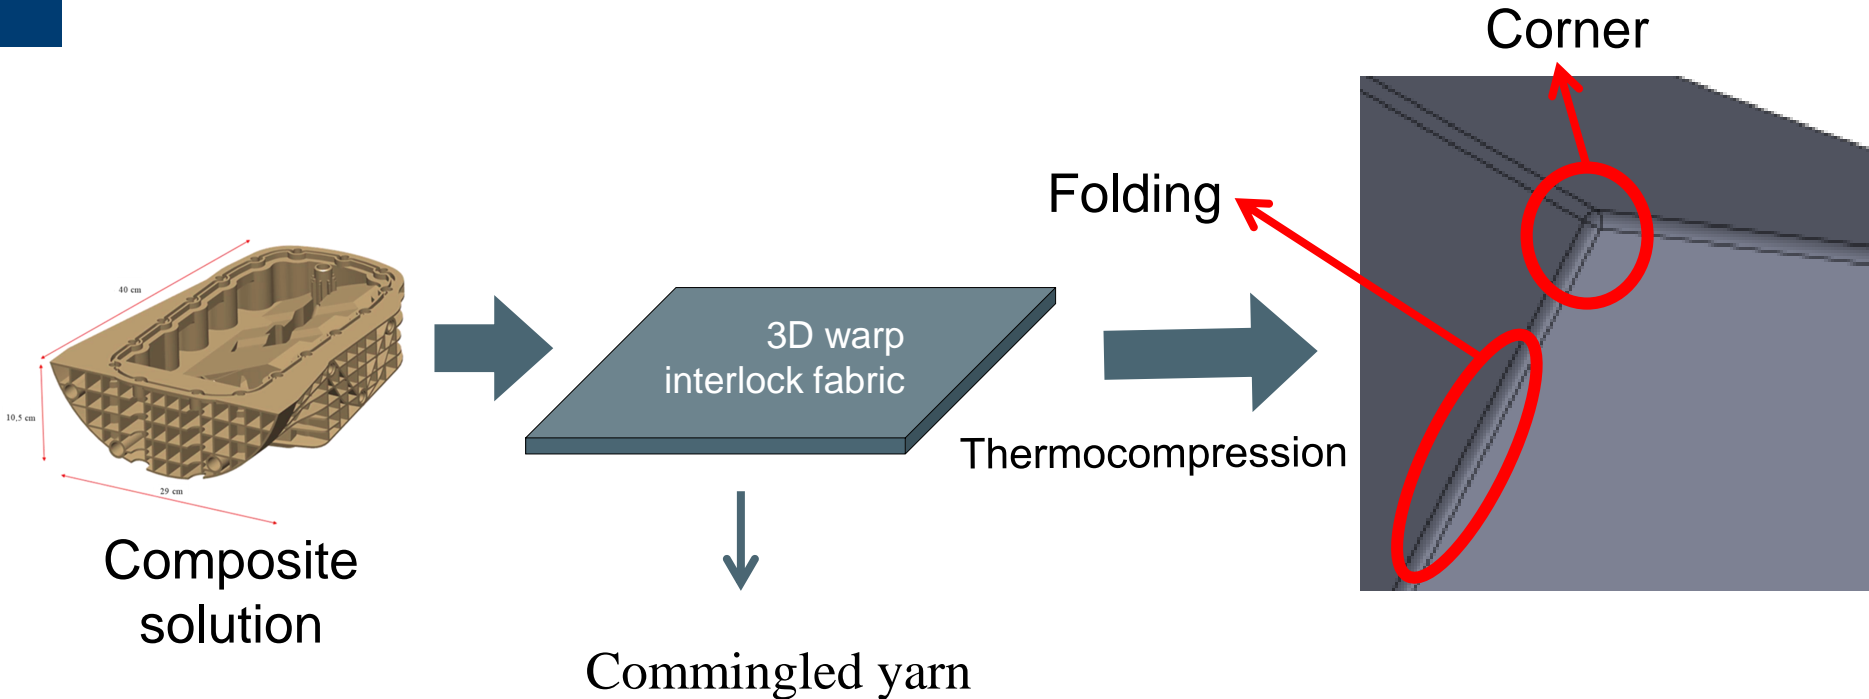 Corner
Folding
40 cm
10,5 cm
29 cm
3D warp
interlock fabric
Thermocompression
Composite
solution
Commingled yarn